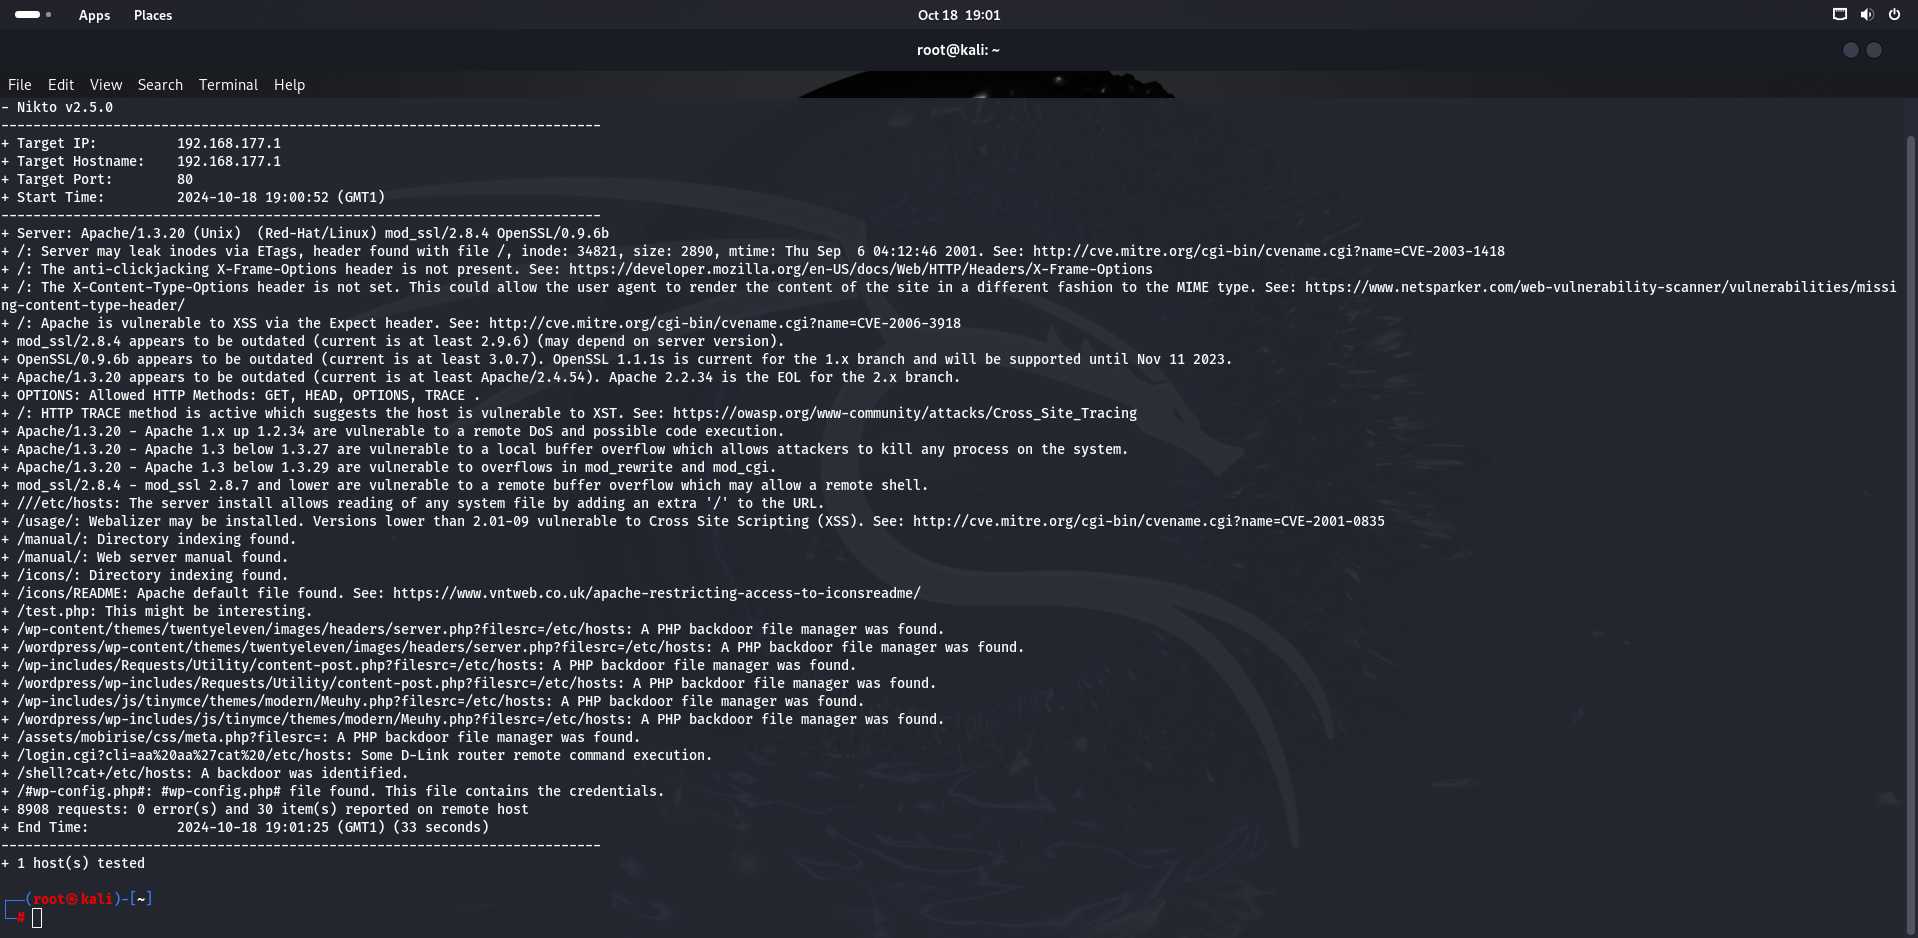 Apps Places Oct 18 19:01
root@kali: ~
File Edit View Search Terminal Help
- Nikto v2.5.0
---------------------------------------------------------------------------
+ Target IP:          192.168.177.1
+ Target Hostname:    192.168.177.1
+ Target Port:        80
+ Start Time:         2024-10-18 19:00:52 (GMT1)
---------------------------------------------------------------------------
+ Server: Apache/1.3.20 (Unix)  (Red-Hat/Linux) mod_ssl/2.8.4 OpenSSL/0.9.6b
+ /: Server may leak inodes via ETags, header found with file /, inode: 34821, size: 2890, mtime: Thu Sep  6 04:12:46 2001. See: http://cve.mitre.org/cgi-bin/cvename.cgi?name=CVE-2003-1418
+ /: The anti-clickjacking X-Frame-Options header is not present. See: https://developer.mozilla.org/en-US/docs/Web/HTTP/Headers/X-Frame-Options
+ /: The X-Content-Type-Options header is not set. This could allow the user agent to render the content of the site in a different fashion to the MIME type. See: https://www.netsparker.com/web-vulnerability-scanner/vulnerabilities/missi
ng-content-type-header/
+ /: Apache is vulnerable to XSS via the Expect header. See: http://cve.mitre.org/cgi-bin/cvename.cgi?name=CVE-2006-3918
+ mod_ssl/2.8.4 appears to be outdated (current is at least 2.9.6) (may depend on server version).
+ OpenSSL/0.9.6b appears to be outdated (current is at least 3.0.7). OpenSSL 1.1.1s is current for the 1.x branch and will be supported until Nov 11 2023.
+ Apache/1.3.20 appears to be outdated (current is at least Apache/2.4.54). Apache 2.2.34 is the EOL for the 2.x branch.
+ OPTIONS: Allowed HTTP Methods: GET, HEAD, OPTIONS, TRACE .
+ /: HTTP TRACE method is active which suggests the host is vulnerable to XST. See: https://owasp.org/www-community/attacks/Cross_Site_Tracing
+ Apache/1.3.20 - Apache 1.x up 1.2.34 are vulnerable to a remote DoS and possible code execution.
+ Apache/1.3.20 - Apache 1.3 below 1.3.27 are vulnerable to a local buffer overflow which allows attackers to kill any process on the system.
+ Apache/1.3.20 - Apache 1.3 below 1.3.29 are vulnerable to overflows in mod_rewrite and mod_cgi.
+ mod_ssl/2.8.4 - mod_ssl 2.8.7 and lower are vulnerable to a remote buffer overflow which may allow a remote shell.
+ ///etc/hosts: The server install allows reading of any system file by adding an extra '/' to the URL.
+ /usage/: Webalizer may be installed. Versions lower than 2.01-09 vulnerable to Cross Site Scripting (XSS). See: http://cve.mitre.org/cgi-bin/cvename.cgi?name=CVE-2001-0835
+ /manual/: Directory indexing found.
+ /manual/: Web server manual found.
+ /icons/: Directory indexing found.
+ /icons/README: Apache default file found. See: https://www.vntweb.co.uk/apache-restricting-access-to-iconsreadme/
+ /test.php: This might be interesting.
+ /wp-content/themes/twentyeleven/images/headers/server.php?filesrc=/etc/hosts: A PHP backdoor file manager was found.
+ /wordpress/wp-content/themes/twentyeleven/images/headers/server.php?filesrc=/etc/hosts: A PHP backdoor file manager was found.
+ /wp-includes/Requests/Utility/content-post.php?filesrc=/etc/hosts: A PHP backdoor file manager was found.
+ /wordpress/wp-includes/Requests/Utility/content-post.php?filesrc=/etc/hosts: A PHP backdoor file manager was found.
+ /wp-includes/js/tinymce/themes/modern/Meuhy.php?filesrc=/etc/hosts: A PHP backdoor file manager was found.
+ /wordpress/wp-includes/js/tinymce/themes/modern/Meuhy.php?filesrc=/etc/hosts: A PHP backdoor file manager was found.
+ /assets/mobirise/css/meta.php?filesrc=: A PHP backdoor file manager was found.
+ /login.cgi?cli=aa%20aa%27cat%20/etc/hosts: Some D-Link router remote command execution.
+ /shell?cat+/etc/hosts: A backdoor was identified.
+ /#wp-config.php#: #wp-config.php# file found. This file contains the credentials.
+ 8908 requests: 0 error(s) and 30 item(s) reported on remote host
+ End Time:           2024-10-18 19:01:25 (GMT1) (33 seconds)
---------------------------------------------------------------------------
+ 1 host(s) tested
┌──(root㉿kali)-[~]
└─#